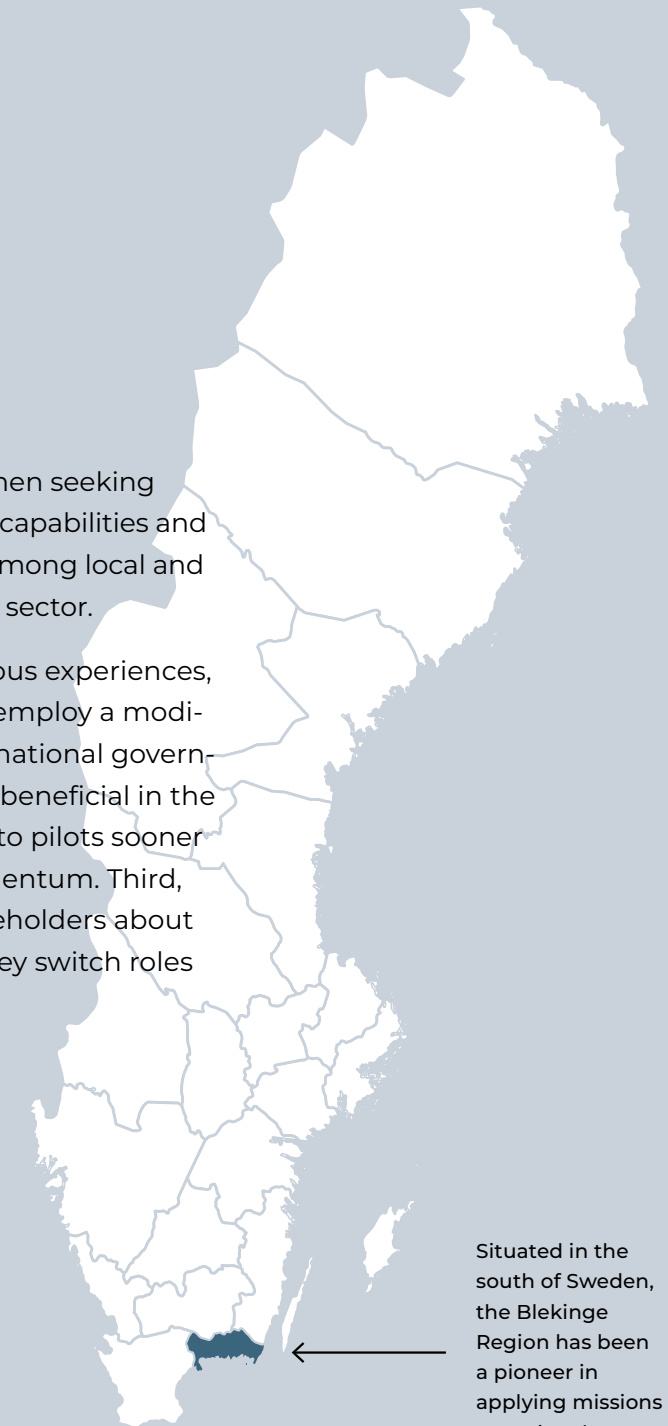 hen seeking
capabilities and
mong local and
sector.
ous experiences,
employ a modi-
national govern-
beneficial in the
to pilots sooner
entum. Third,
eholders about
ey switch roles
Situated in the
south of Sweden,
the Blekinge
Region has been
a pioneer in
applying missions